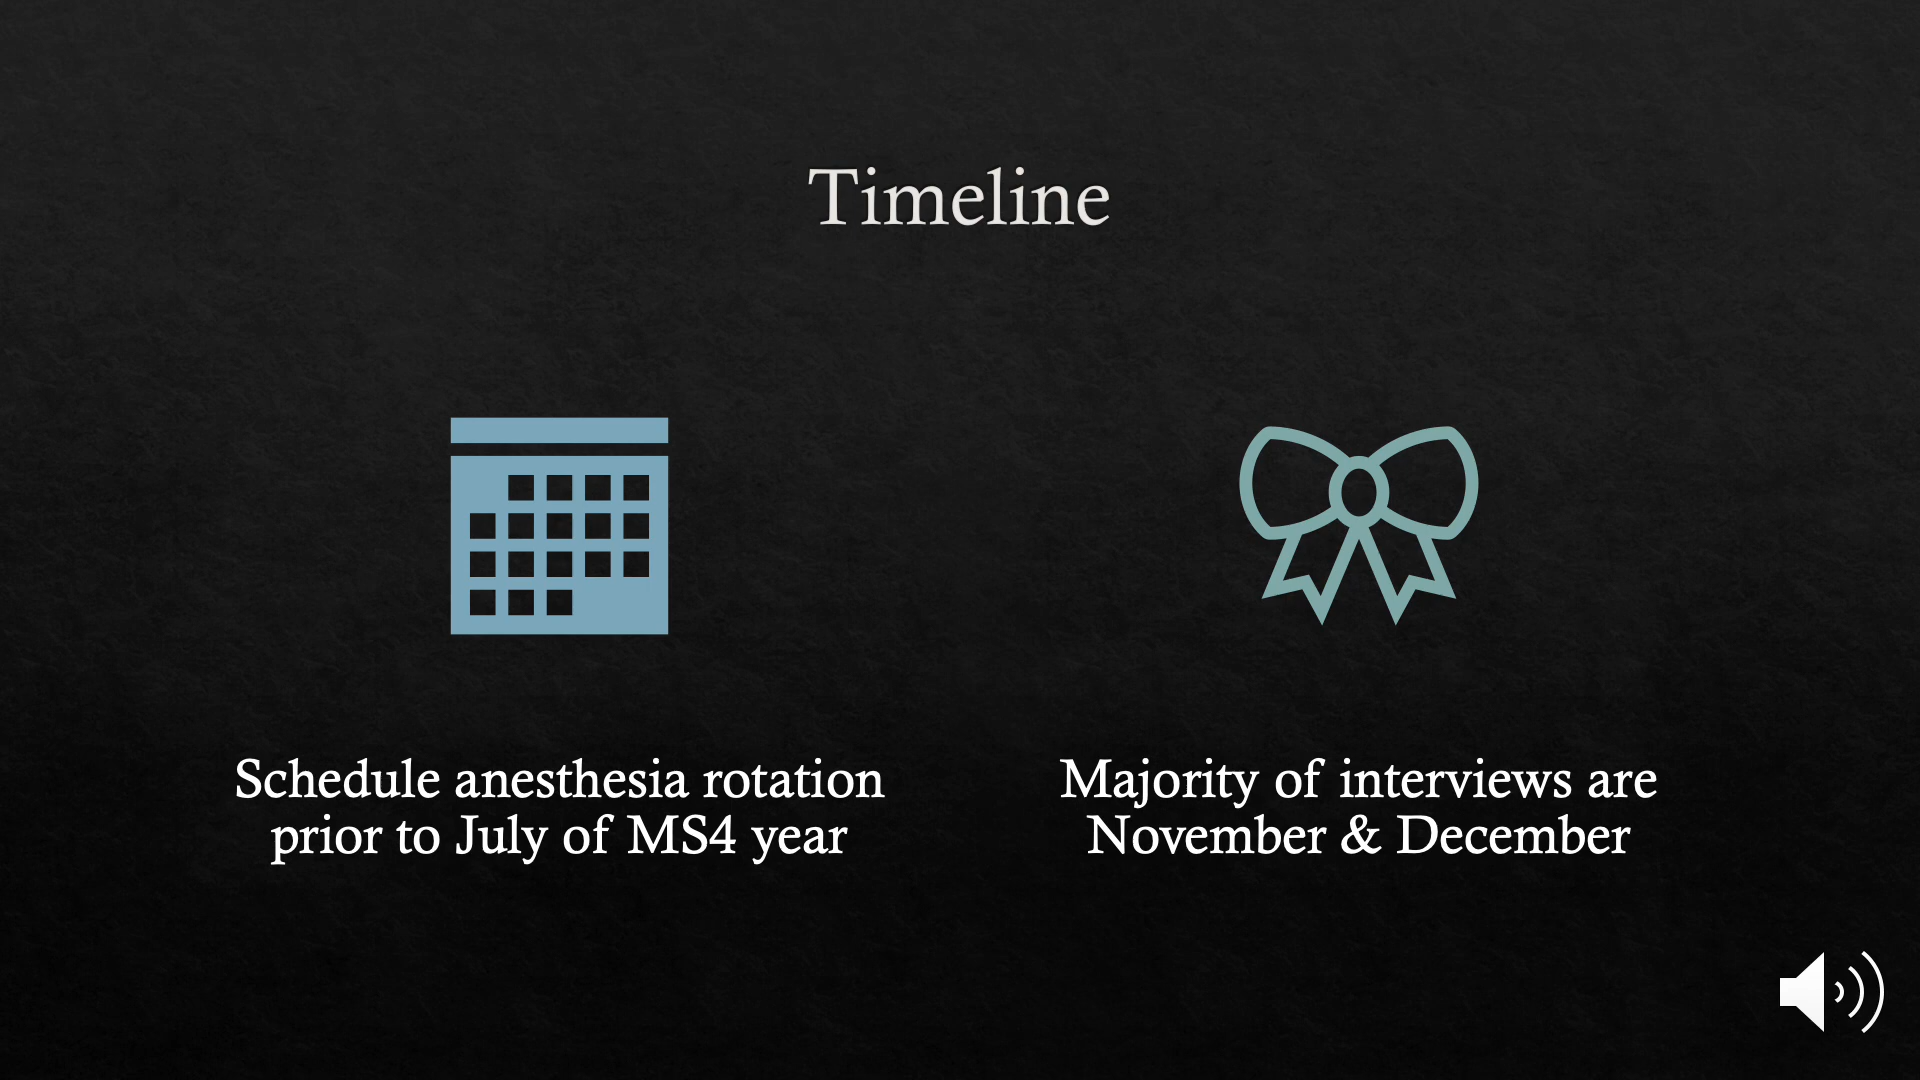 Timeline
Schedule anesthesia rotation
prior to July of MS4 year
Majority of interviews are
November & December